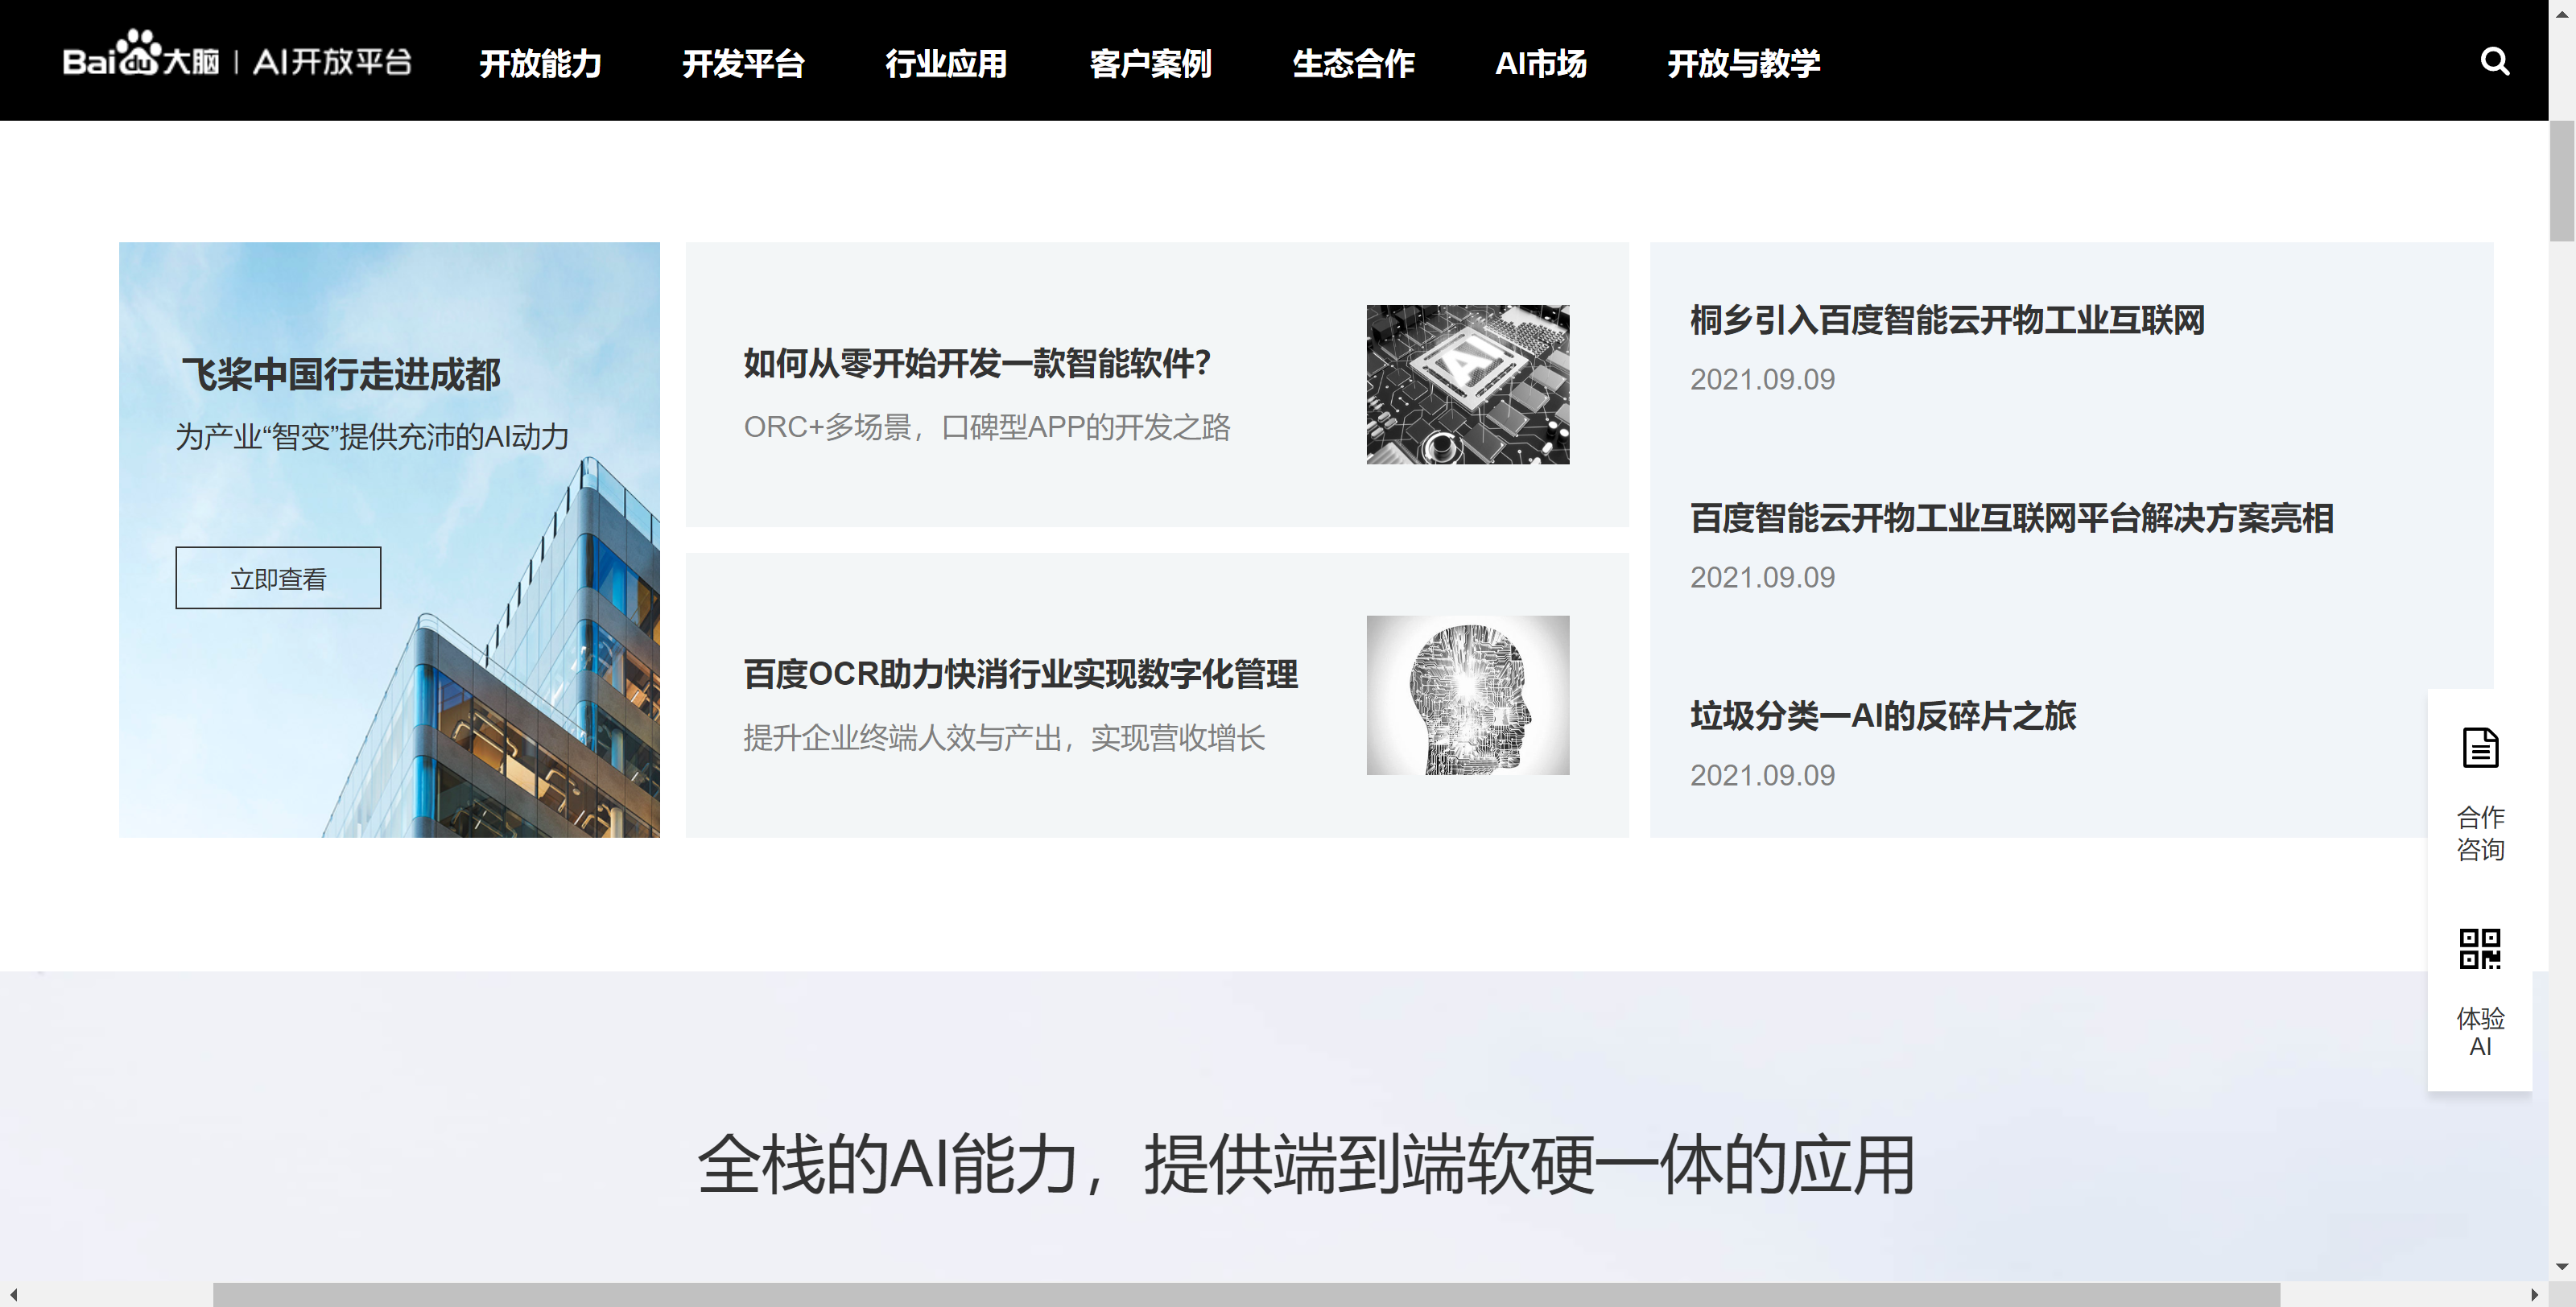 Baidu大脑 | AI开放平台
开放能力
开发平台
行业应用
客户案例
生态合作
AI市场
开放与教学
飞桨中国行走进成都
为产业“智变”提供充沛的AI动力
立即查看
如何从零开始开发一款智能软件?
ORC+多场景，口碑型APP的开发之路
AI
百度OCR助力快消行业实现数字化管理
提升企业终端人效与产出，实现营收增长
桐乡引入百度智能云开物工业互联网
2021.09.09
百度智能云开物工业互联网平台解决方案亮相
2021.09.09
垃圾分类一AI的反碎片之旅
2021.09.09
合作
咨询
体验
AI
全栈的AI能力，提供端到端软硬一体的应用